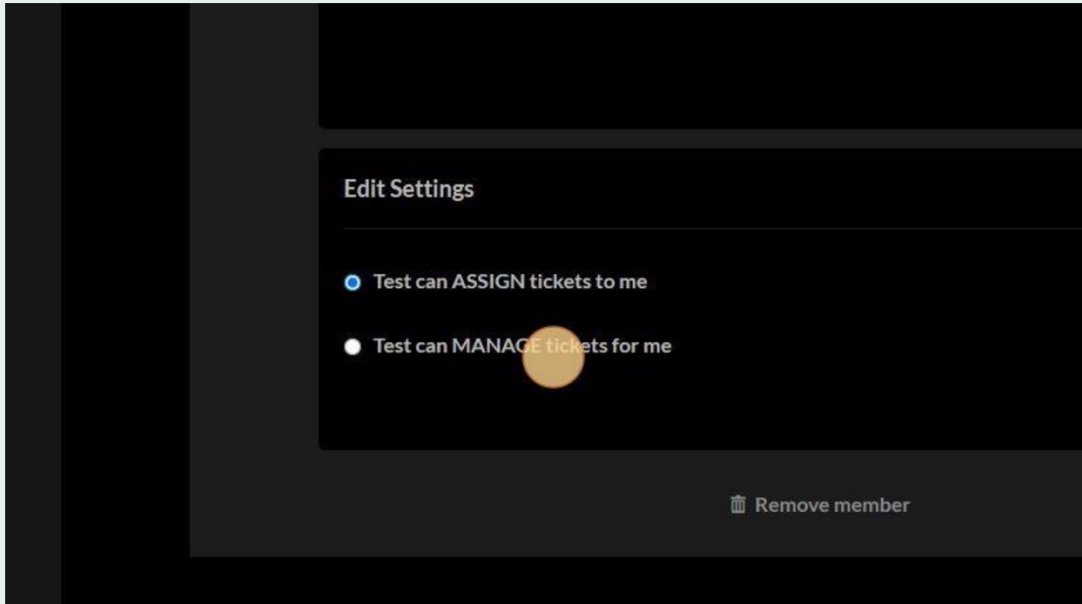 Edit Settings
Test can ASSIGN tickets to me
Test can MANAGE tickets for me
Remove member